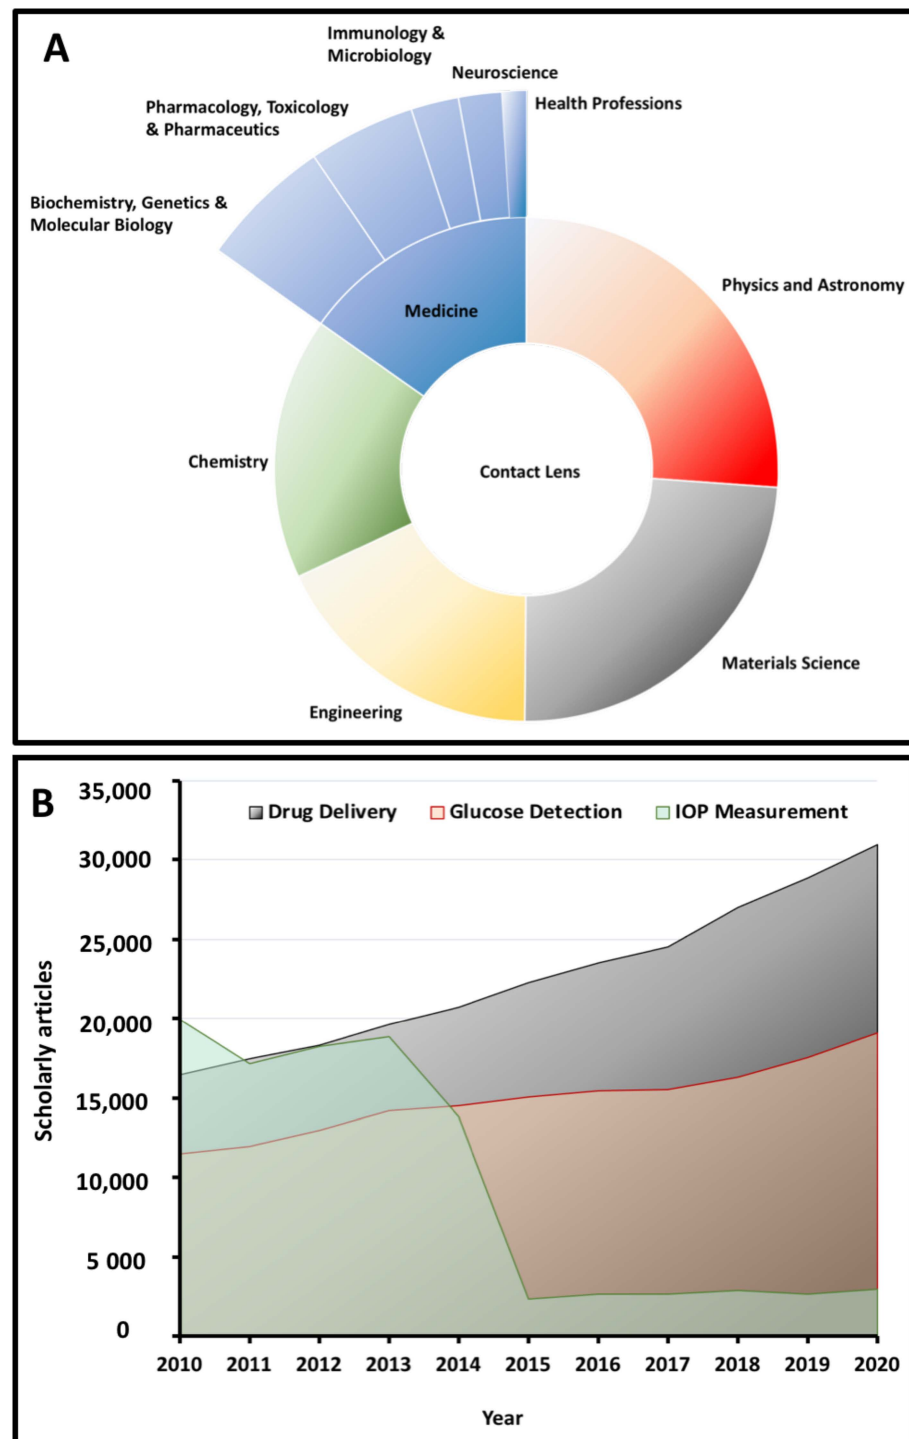 A
Immunology &
Microbiology
Neuroscience
Health Professions
Pharmacology, Toxicology
& Pharmaceutics
Biochemistry, Genetics &
Molecular Biology
Physics and Astronomy
Medicine
Chemistry
Contact Lens
Materials Science
Engineering
B
35,000
Drug Delivery
Glucose Detection
IOP Measurement
30,000
25,000
20,000
15,000
10,000
5 000
0
Scholarly articles
2010 2011 2012 2013 2014 2015 2016 2017 2018 2019 2020
Year